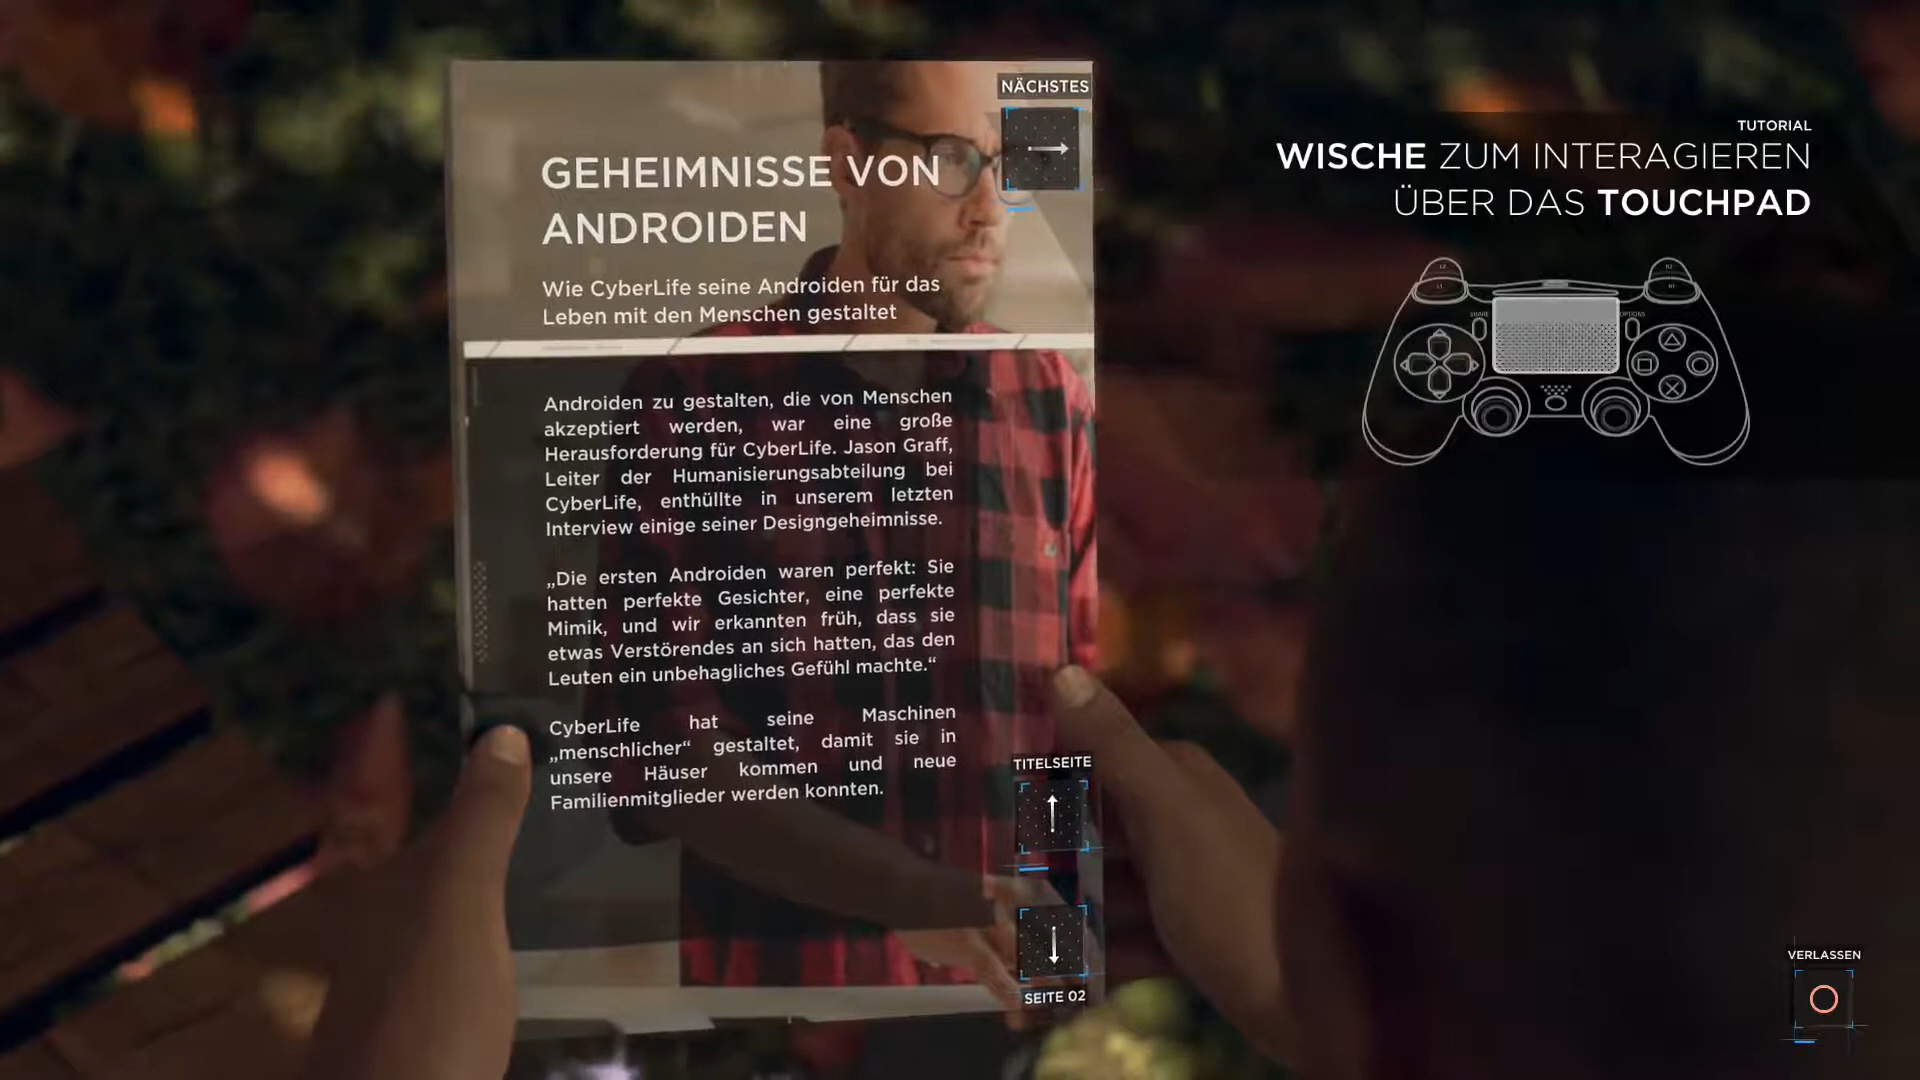 NÄCHSTES
GEHEIMNISSE VON
ANDROIDEN
Wie CyberLife seine Androiden für das
Leben mit den Menschen gestaltet
Androiden zu gestalten, die von Menschen
akzeptiert werden, war eine große
Herausforderung für CyberLife. Jason Graff,
Leiter der Humanisierungsabteilung bei
CyberLife, enthüllte in unserem letzten
Interview einige seiner Designgeheimnisse.
„Die ersten Androiden waren perfekt: Sie
hatten perfekte Gesichter, eine perfekte
Mimik, und wir erkannten früh, dass sie
etwas Verstörendes an sich hatten, das den
Leuten ein unbehagliches Gefühl machte.“
CyberLife hat seine Maschinen
„menschlicher“ gestaltet, damit sie in
unsere Häuser kommen und neue
Familienmitglieder werden konnten.
TITELSEITE
SEITE 02
TUTORIAL
WISCHE ZUM INTERAGIEREN
ÜBER DAS TOUCHPAD
L2
R2
L1
R1
SHARE
OPTIONS
VERLASSEN